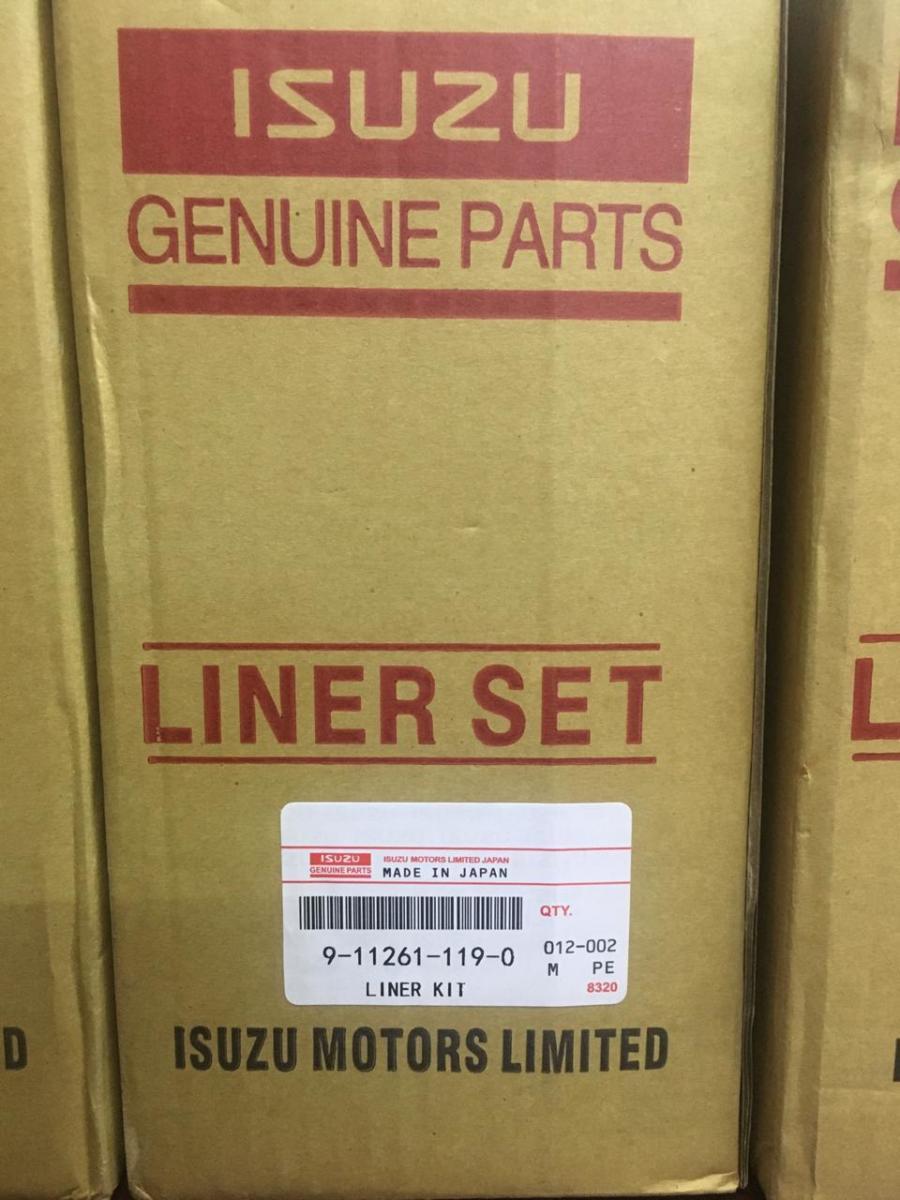 ISUZU
GENUINE PARTS
LINER SET
ISUZU
GENUINE PARTS
ISUZU MOTORS LIMITED JAPAN
MADE IN JAPAN
QTY.
9-11261-119-0
012-002
M PE
LINER KIT
8320
ISUZU MOTORS LIMITED
D
L